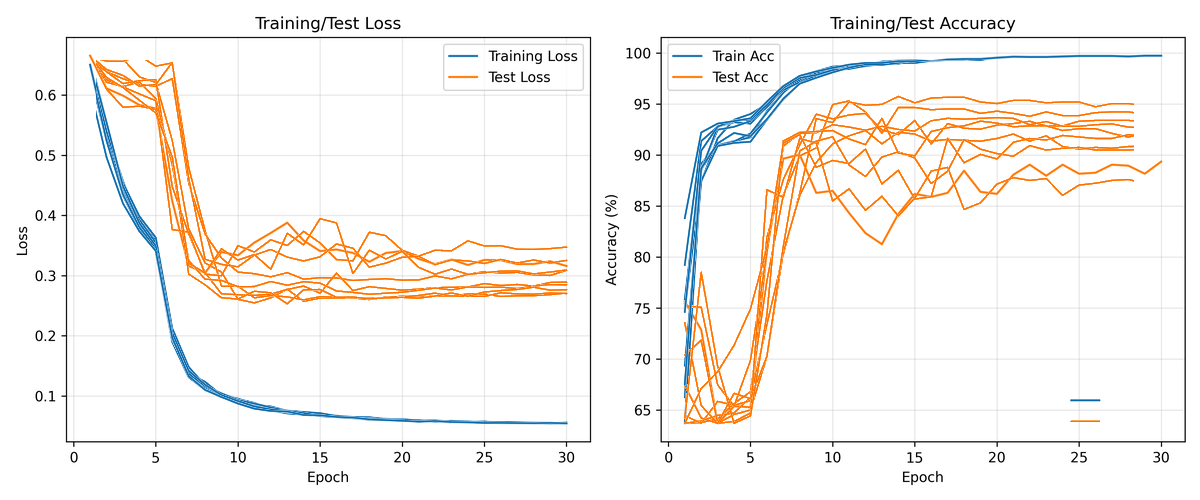 Training/Test Loss
Training Loss
Test Loss
Loss
0.6
0.5
0.4
0.3
0.2
0.1
0 5 10 15 20 25 30
Epoch
Training/Test Accuracy
Train Acc
Test Acc
Accuracy (%)
100
95
90
85
80
75
70
65
0 5 10 15 20 25 30
Epoch